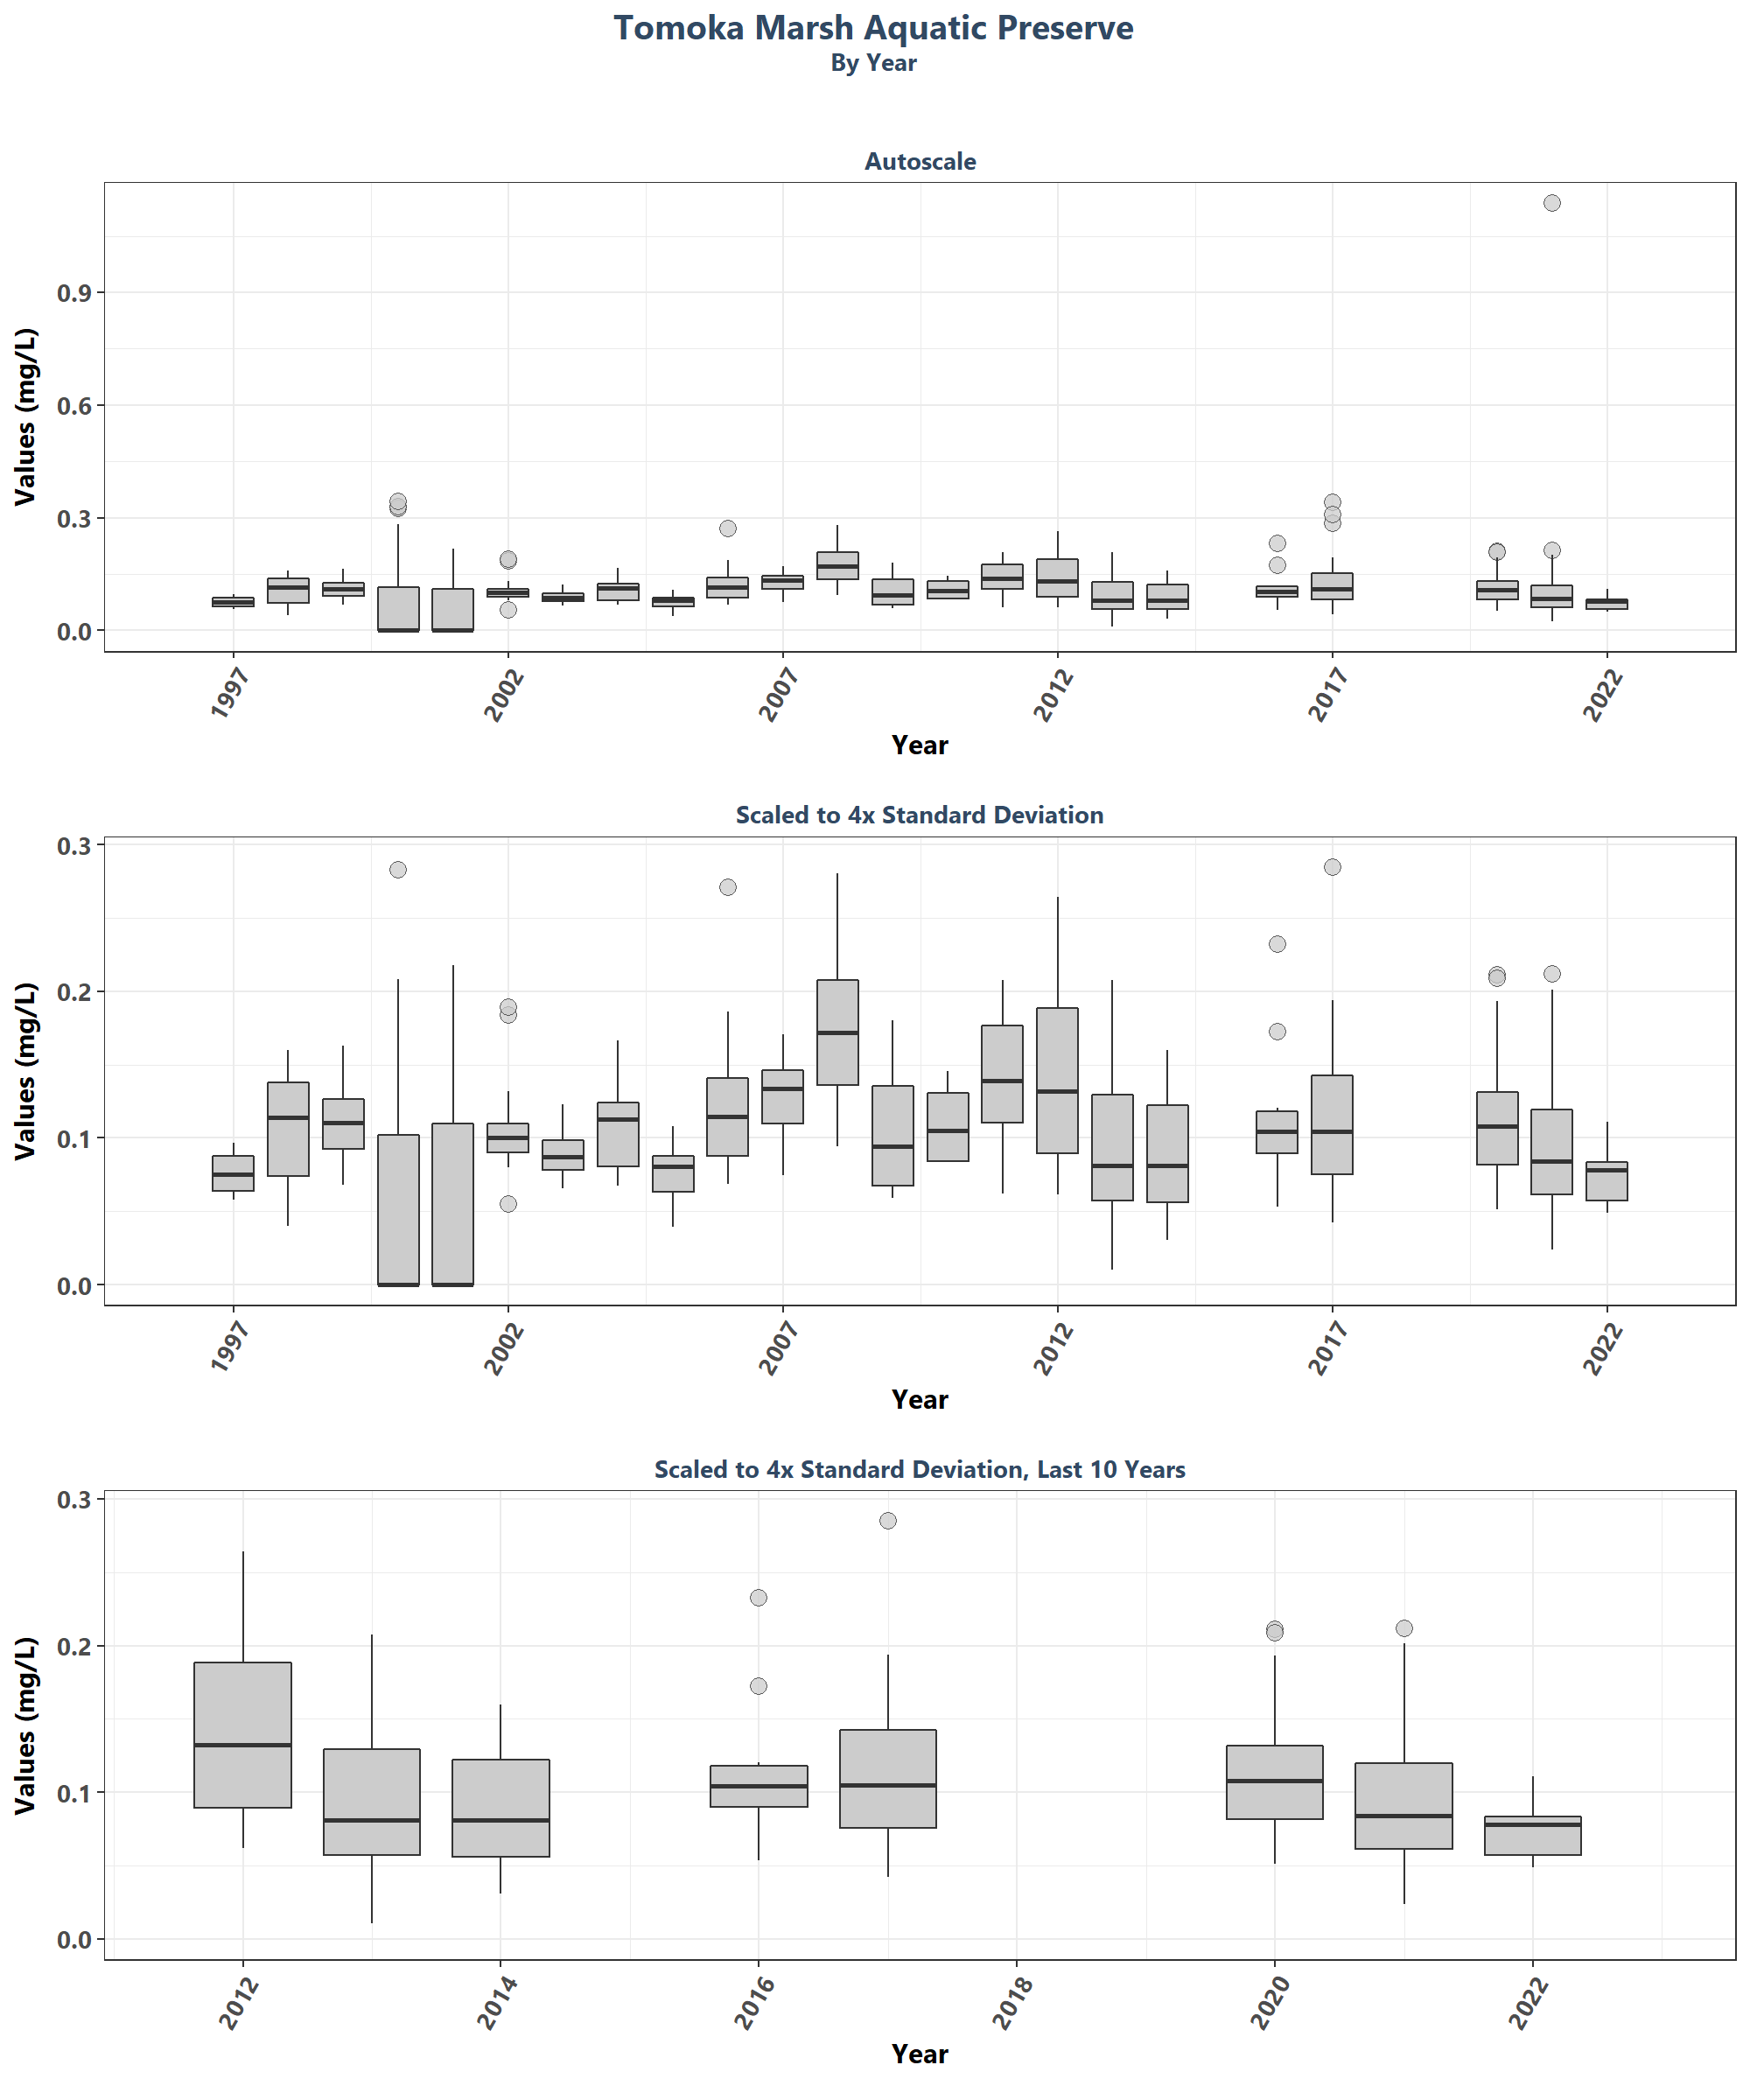 Tomoka Marsh Aquatic Preserve
By Year
Autoscale
Values (mg/L)
0.9
0.6
0.3
0.0
1997 2002 2007 2012 2017 2022
Year
Scaled to 4x Standard Deviation
Values (mg/L)
0.3
0.2
0.1
0.0
1997 2002 2007 2012 2017 2022
Year
Scaled to 4x Standard Deviation, Last 10 Years
Values (mg/L)
0.3
0.2
0.1
0.0
2012 2014 2016 2018 2020 2022
Year